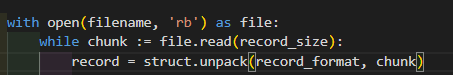 with open(filename, 'rb') as file:
while chunk := file.read(record_size):
record = struct.unpack(record_format, chunk)